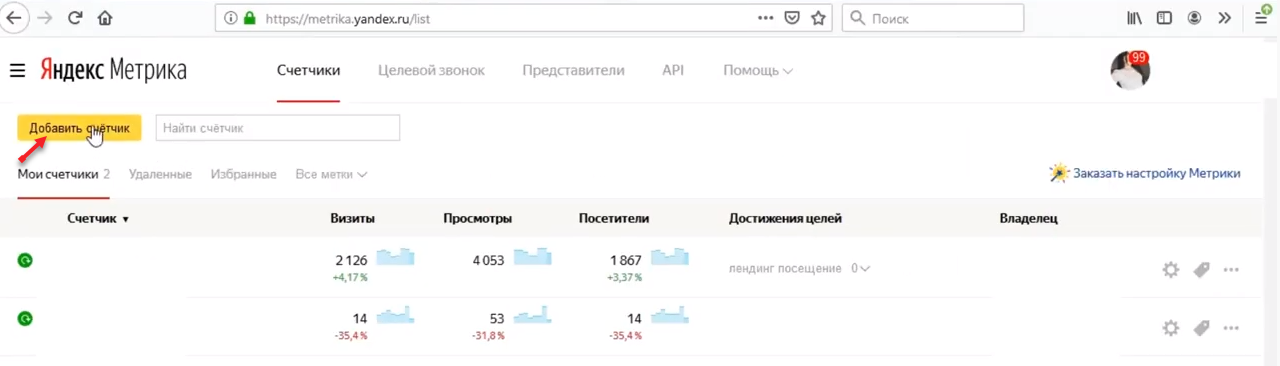 https://metrika.yandex.ru/list
Поиск
Яндекс Метрика
Счетчики
Целевой звонок
Представители
API
Помощь
99
Добавить счётчик
Найти счётчик
Мои счетчики 2
Удаленные
Избранные
Все метки
Заказать настройку Метрики
Счетчик ▼
Визиты
Просмотры
Посетители
Достижения целей
Владелец
2 126
4 053
1 867
лендинг посещение 0
+4,17 %
+3,37 %
14
53
14
-35,4 %
-31,8 %
-35,4 %